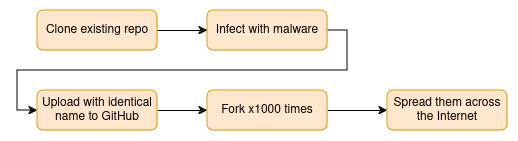 Clone existing repo
Infect with malware
Upload with identical
name to GitHub
Fork x1000 times
Spread them across
the Internet